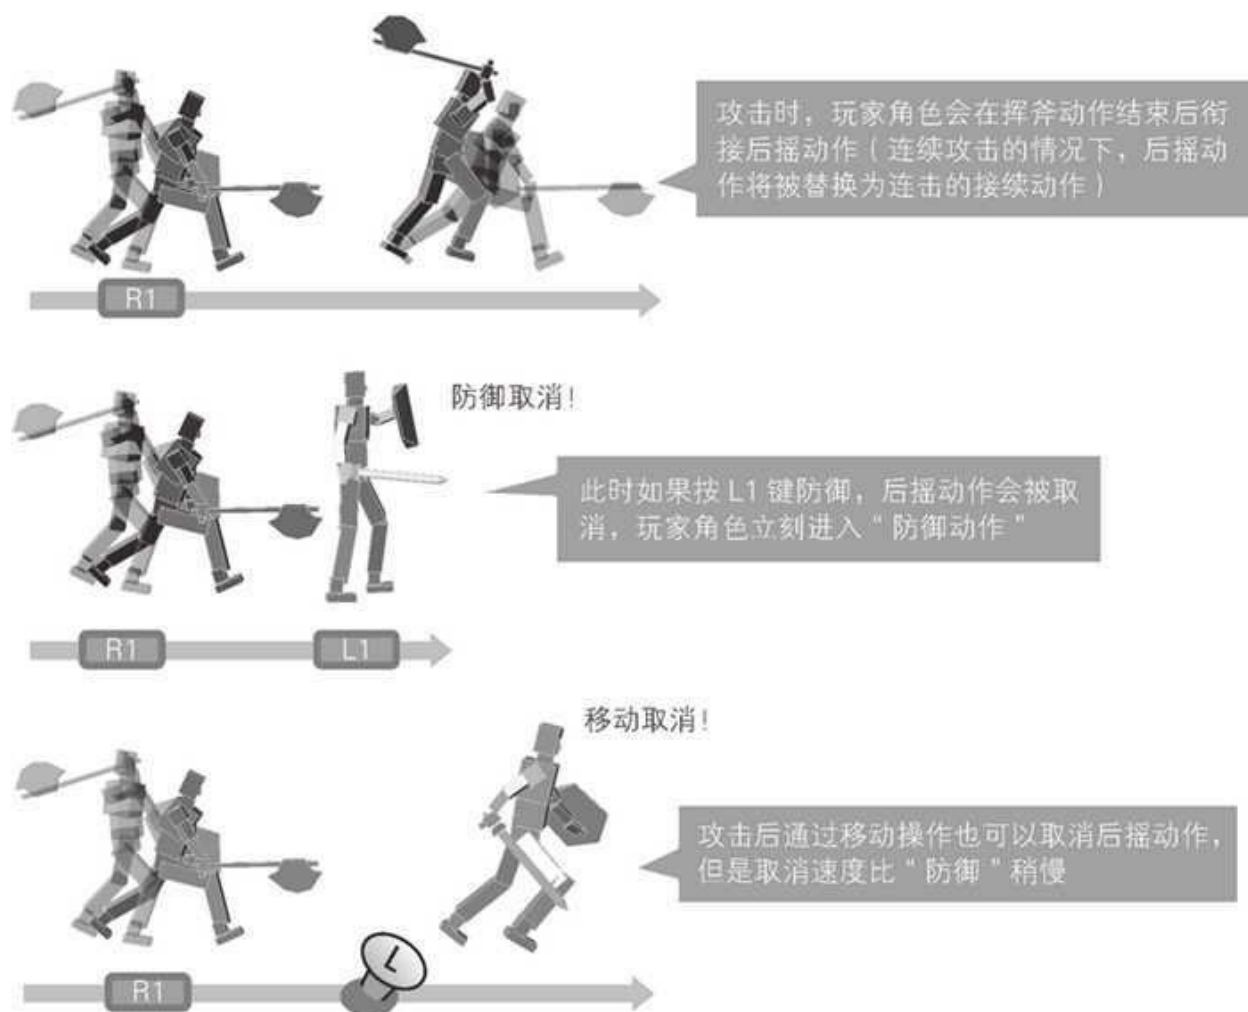 攻击时，玩家角色会在挥斧动作结束后衔
接后摇动作（连续攻击的情况下，后摇动
作将被替换为连击的接续动作）
R1
防御取消！
此时如果按 L1 键防御，后摇动作会被取
消，玩家角色立刻进入“防御动作”
R1
L1
移动取消！
攻击后通过移动操作也可以取消后摇动作，
但是取消速度比“防御”稍慢
L
R1